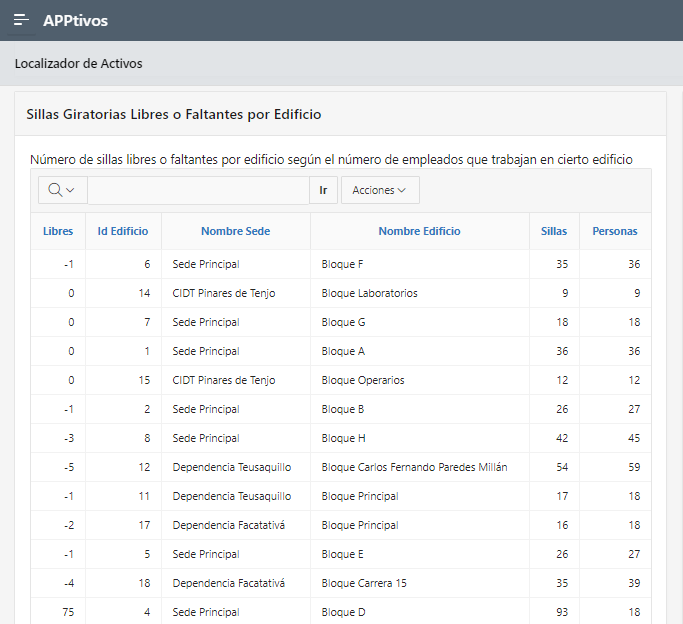 APPtivos
Localizador de Activos
Sillas Giratorias Libres o Faltantes por Edificio
Número de sillas libres o faltantes por edificio según el número de empleados que trabajan en cierto edificio
Ir Acciones
Libres Id Edificio Nombre Sede Nombre Edificio Sillas Personas
-1 6 Sede Principal Bloque F 35 36
0 14 CIDT Pinares de Tenjo Bloque Laboratorios 9 9
0 7 Sede Principal Bloque G 18 18
0 1 Sede Principal Bloque A 36 36
0 15 CIDT Pinares de Tenjo Bloque Operarios 12 12
-1 2 Sede Principal Bloque B 26 27
-3 8 Sede Principal Bloque H 42 45
-5 12 Dependencia Teusaquillo Bloque Carlos Fernando Paredes Millán 54 59
-1 11 Dependencia Teusaquillo Bloque Principal 17 18
-2 17 Dependencia Facatativá Bloque Principal 16 18
-1 5 Sede Principal Bloque E 26 27
-4 18 Dependencia Facatativá Bloque Carrera 15 35 39
75 4 Sede Principal Bloque D 93 18